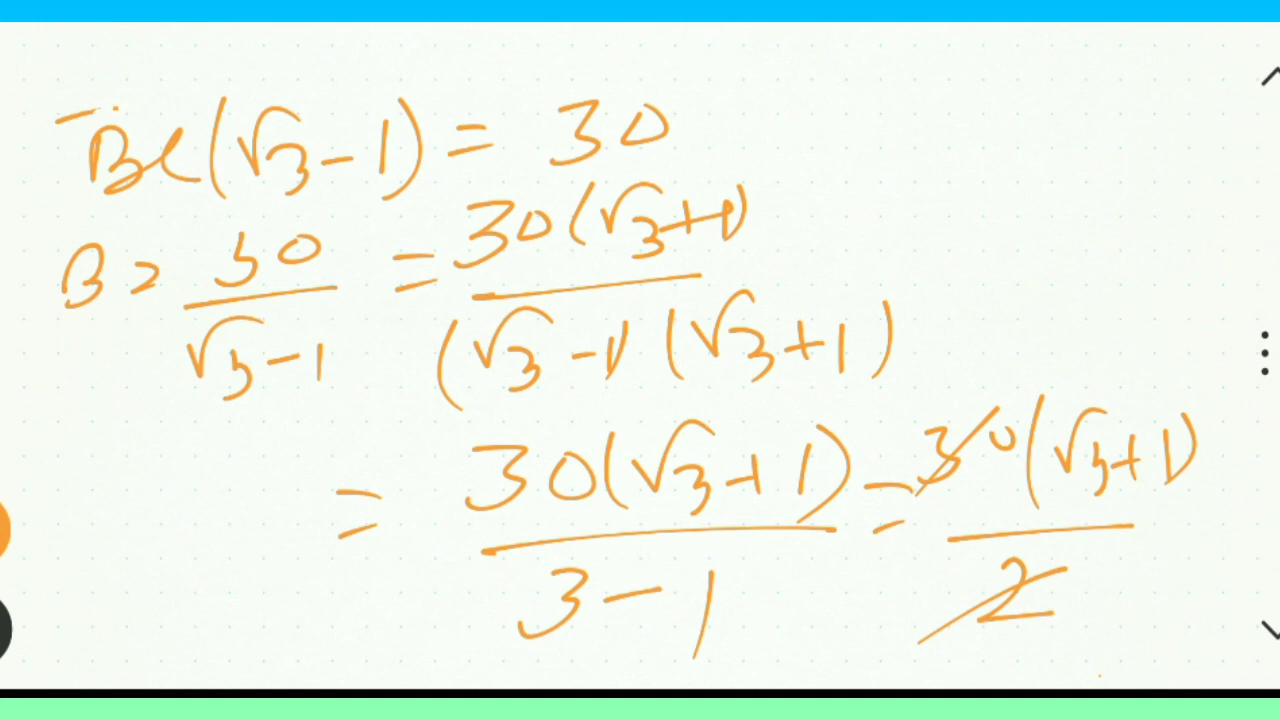 BC(√3-1) = 30
B = 30/√3-1 = 30(√3+1)/(√3-1)(√3+1)
= 30(√3+1)/3-1 = 30(√3+1)/2